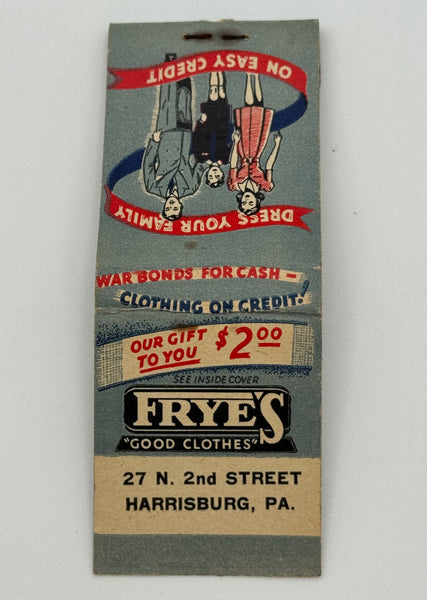 ON EASY CREDIT
DRESS YOUR FAMILY
WAR BONDS FOR CASH —
CLOTHING ON CREDIT!
OUR GIFT
TO YOU $2.00
SEE INSIDE COVER
FRYE'S
"GOOD CLOTHES"
27 N. 2nd STREET
HARRISBURG, PA.